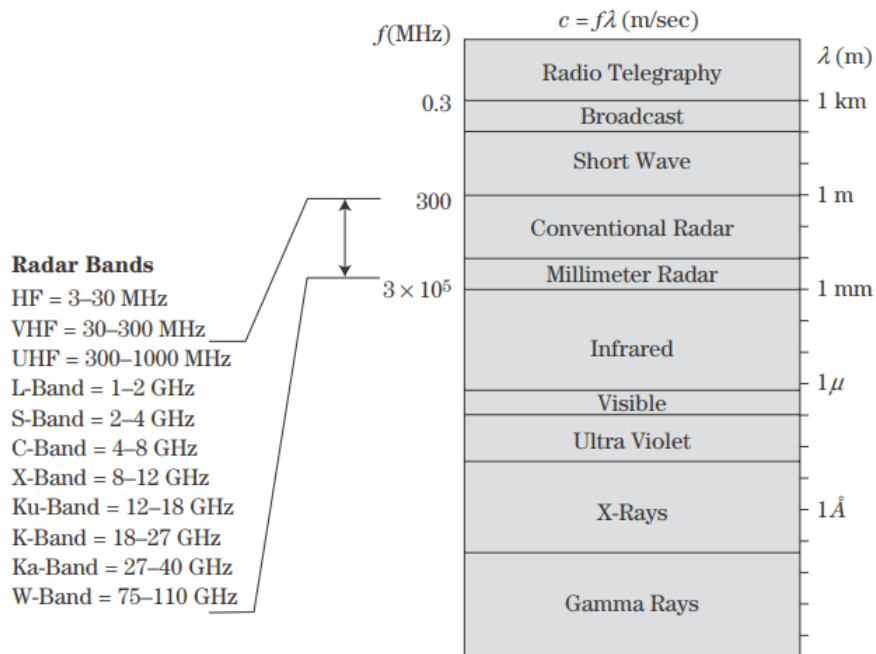 c = fλ (m/sec)
f(MHz)
λ (m)
Radio Telegraphy
0.3
1 km
Broadcast
Short Wave
300
1 m
Conventional Radar
Millimeter Radar
3 × 10⁵
1 mm
Infrared
1μ
Visible
Ultra Violet
X-Rays
1Å
Gamma Rays
Radar Bands
HF = 3–30 MHz
VHF = 30–300 MHz
UHF = 300–1000 MHz
L-Band = 1–2 GHz
S-Band = 2–4 GHz
C-Band = 4–8 GHz
X-Band = 8–12 GHz
Ku-Band = 12–18 GHz
K-Band = 18–27 GHz
Ka-Band = 27–40 GHz
W-Band = 75–110 GHz